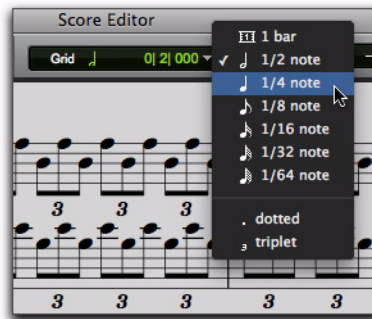 Score Editor
Grid 0| 2| 000
1 bar
1/2 note
1/4 note
1/8 note
1/16 note
1/32 note
1/64 note
. dotted
3 triplet
3 3 3
3 3 3 3 3